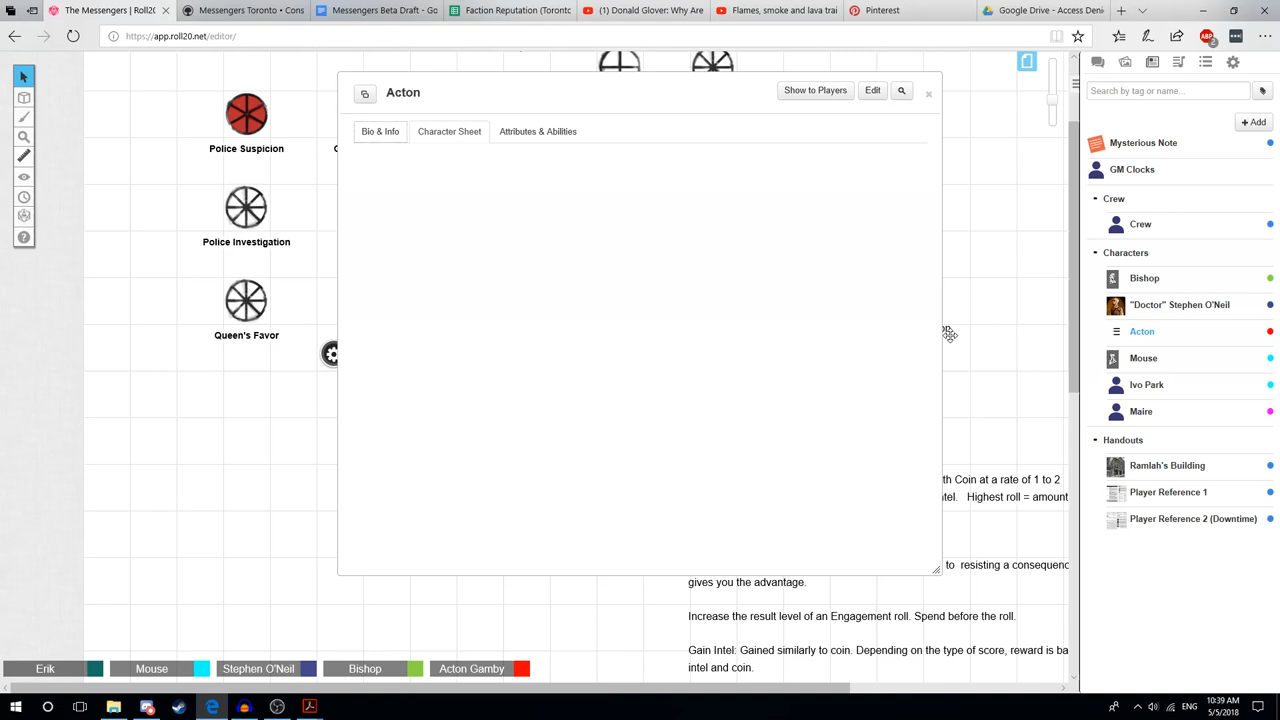 The Messengers | Roll20
Messengers Toronto • Cons
Messengers Beta Draft - Go
Faction Reputation (Toronto
(1) Donald Glover: Why Are
Flames, smoke and lava trai
Pinterest
Google Drive - Access Deni
https://app.roll20.net/editor/
ABP
2
Acton
Show to Players
Edit
Bio & Info
Character Sheet
Attributes & Abilities
Police Suspicion
Police Investigation
Queen's Favor
Search by tag or name...
+ Add
Mysterious Note
GM Clocks
Crew
Crew
Characters
Bishop
"Doctor" Stephen O'Neil
Acton
Mouse
Ivo Park
Maire
Handouts
Ramlah's Building
Player Reference 1
Player Reference 2 (Downtime)
th Coin at a rate of 1 to 2
ntel. Highest roll = amount
to resisting a consequenc
gives you the advantage.
Increase the result level of an Engagement roll. Spend before the roll.
Gain Intel: Gained similarly to coin. Depending on the type of score, reward is ba
intel and coin.
Erik
Mouse
Stephen O'Neil
Bishop
Acton Gamby
ENG
10:39 AM
5/5/2018